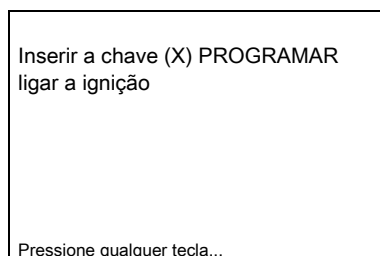 Inserir a chave (X) PROGRAMAR
ligar a ignição
Pressione qualquer tecla...